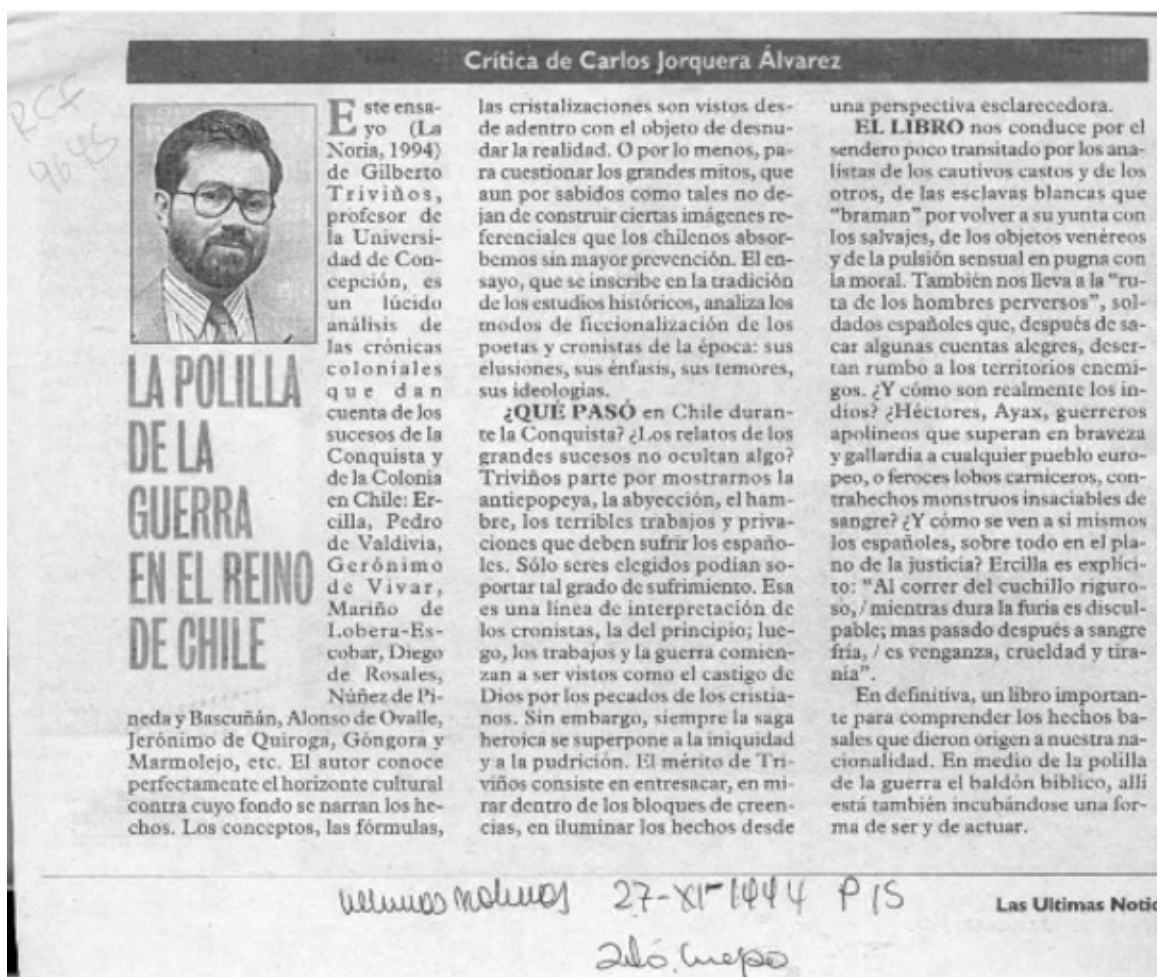 Crítica de Carlos Jorquera Álvarez
RCF
9645
LA POLILLA
DE LA
GUERRA
EN EL REINO
DE CHILE
Este ensa-
yo (La
Noria, 1994)
de Gilberto
Triviños,
profesor de
la Universi-
dad de Con-
cepción, es
un lúcido
análisis de
las crónicas
coloniales
que dan
cuenta de los
sucesos de la
Conquista y
de la Colonia
en Chile: Er-
cilla, Pedro
de Valdivia,
Gerónimo
de Vivar,
Mariño de
Lobera-Es-
cobar, Diego
de Rosales,
Núñez de Pi-
neda y Bascuñán, Alonso de Ovalle,
Jerónimo de Quiroga, Góngora y
Marmolejo, etc. El autor conoce
perfectamente el horizonte cultural
contra cuyo fondo se narran los he-
chos. Los conceptos, las fórmulas,
las cristalizaciones son vistos des-
de adentro con el objeto de desnu-
dar la realidad. O por lo menos, pa-
ra cuestionar los grandes mitos, que
aun por sabidos como tales no de-
jan de construir ciertas imágenes re-
ferenciales que los chilenos absor-
bemos sin mayor prevención. El en-
sayo, que se inscribe en la tradición
de los estudios históricos, analiza los
modos de ficcionalización de los
poetas y cronistas de la época: sus
elusiones, sus énfasis, sus temores,
sus ideologías.
¿QUÉ PASÓ en Chile duran-
te la Conquista? ¿Los relatos de los
grandes sucesos no ocultan algo?
Triviños parte por mostrarnos la
antiepopeya, la abyección, el ham-
bre, los terribles trabajos y priva-
ciones que deben sufrir los españo-
les. Sólo seres elegidos podían so-
portar tal grado de sufrimiento. Esa
es una línea de interpretación de
los cronistas, la del principio; lue-
go, los trabajos y la guerra comien-
zan a ser vistos como el castigo de
Dios por los pecados de los cristia-
nos. Sin embargo, siempre la saga
heroica se superpone a la iniquidad
y a la pudrición. El mérito de Tri-
viños consiste en entresacar, en mi-
rar dentro de los bloques de creen-
cias, en iluminar los hechos desde
una perspectiva esclarecedora.
EL LIBRO nos conduce por el
sendero poco transitado por los ana-
listas de los cautivos castos y de los
otros, de las esclavas blancas que
"braman" por volver a su yunta con
los salvajes, de los objetos venéreos
y de la pulsión sensual en pugna con
la moral. También nos lleva a la "ru-
ta de los hombres perversos", sol-
dados españoles que, después de sa-
car algunas cuentas alegres, deser-
tan rumbo a los territorios enemi-
gos. ¿Y cómo son realmente los in-
dios? ¿Héctores, Ayax, guerreros
apolíneos que superan en braveza
y gallardía a cualquier pueblo euro-
peo, o feroces lobos carniceros, con-
trahechos monstruos insaciables de
sangre? ¿Y cómo se ven a sí mismos
los españoles, sobre todo en el pla-
no de la justicia? Ercilla es explíci-
to: "Al correr del cuchillo riguro-
so, / mientras dura la furia es discul-
pable; mas pasado después a sangre
fría, / es venganza, crueldad y tira-
nía".
En definitiva, un libro importan-
te para comprender los hechos ba-
sales que dieron origen a nuestra na-
cionalidad. En medio de la polilla
de la guerra el baldón bíblico, allí
está también incubándose una for-
ma de ser y de actuar.
27-XI-1994 P 15
Las Ultimas Notic